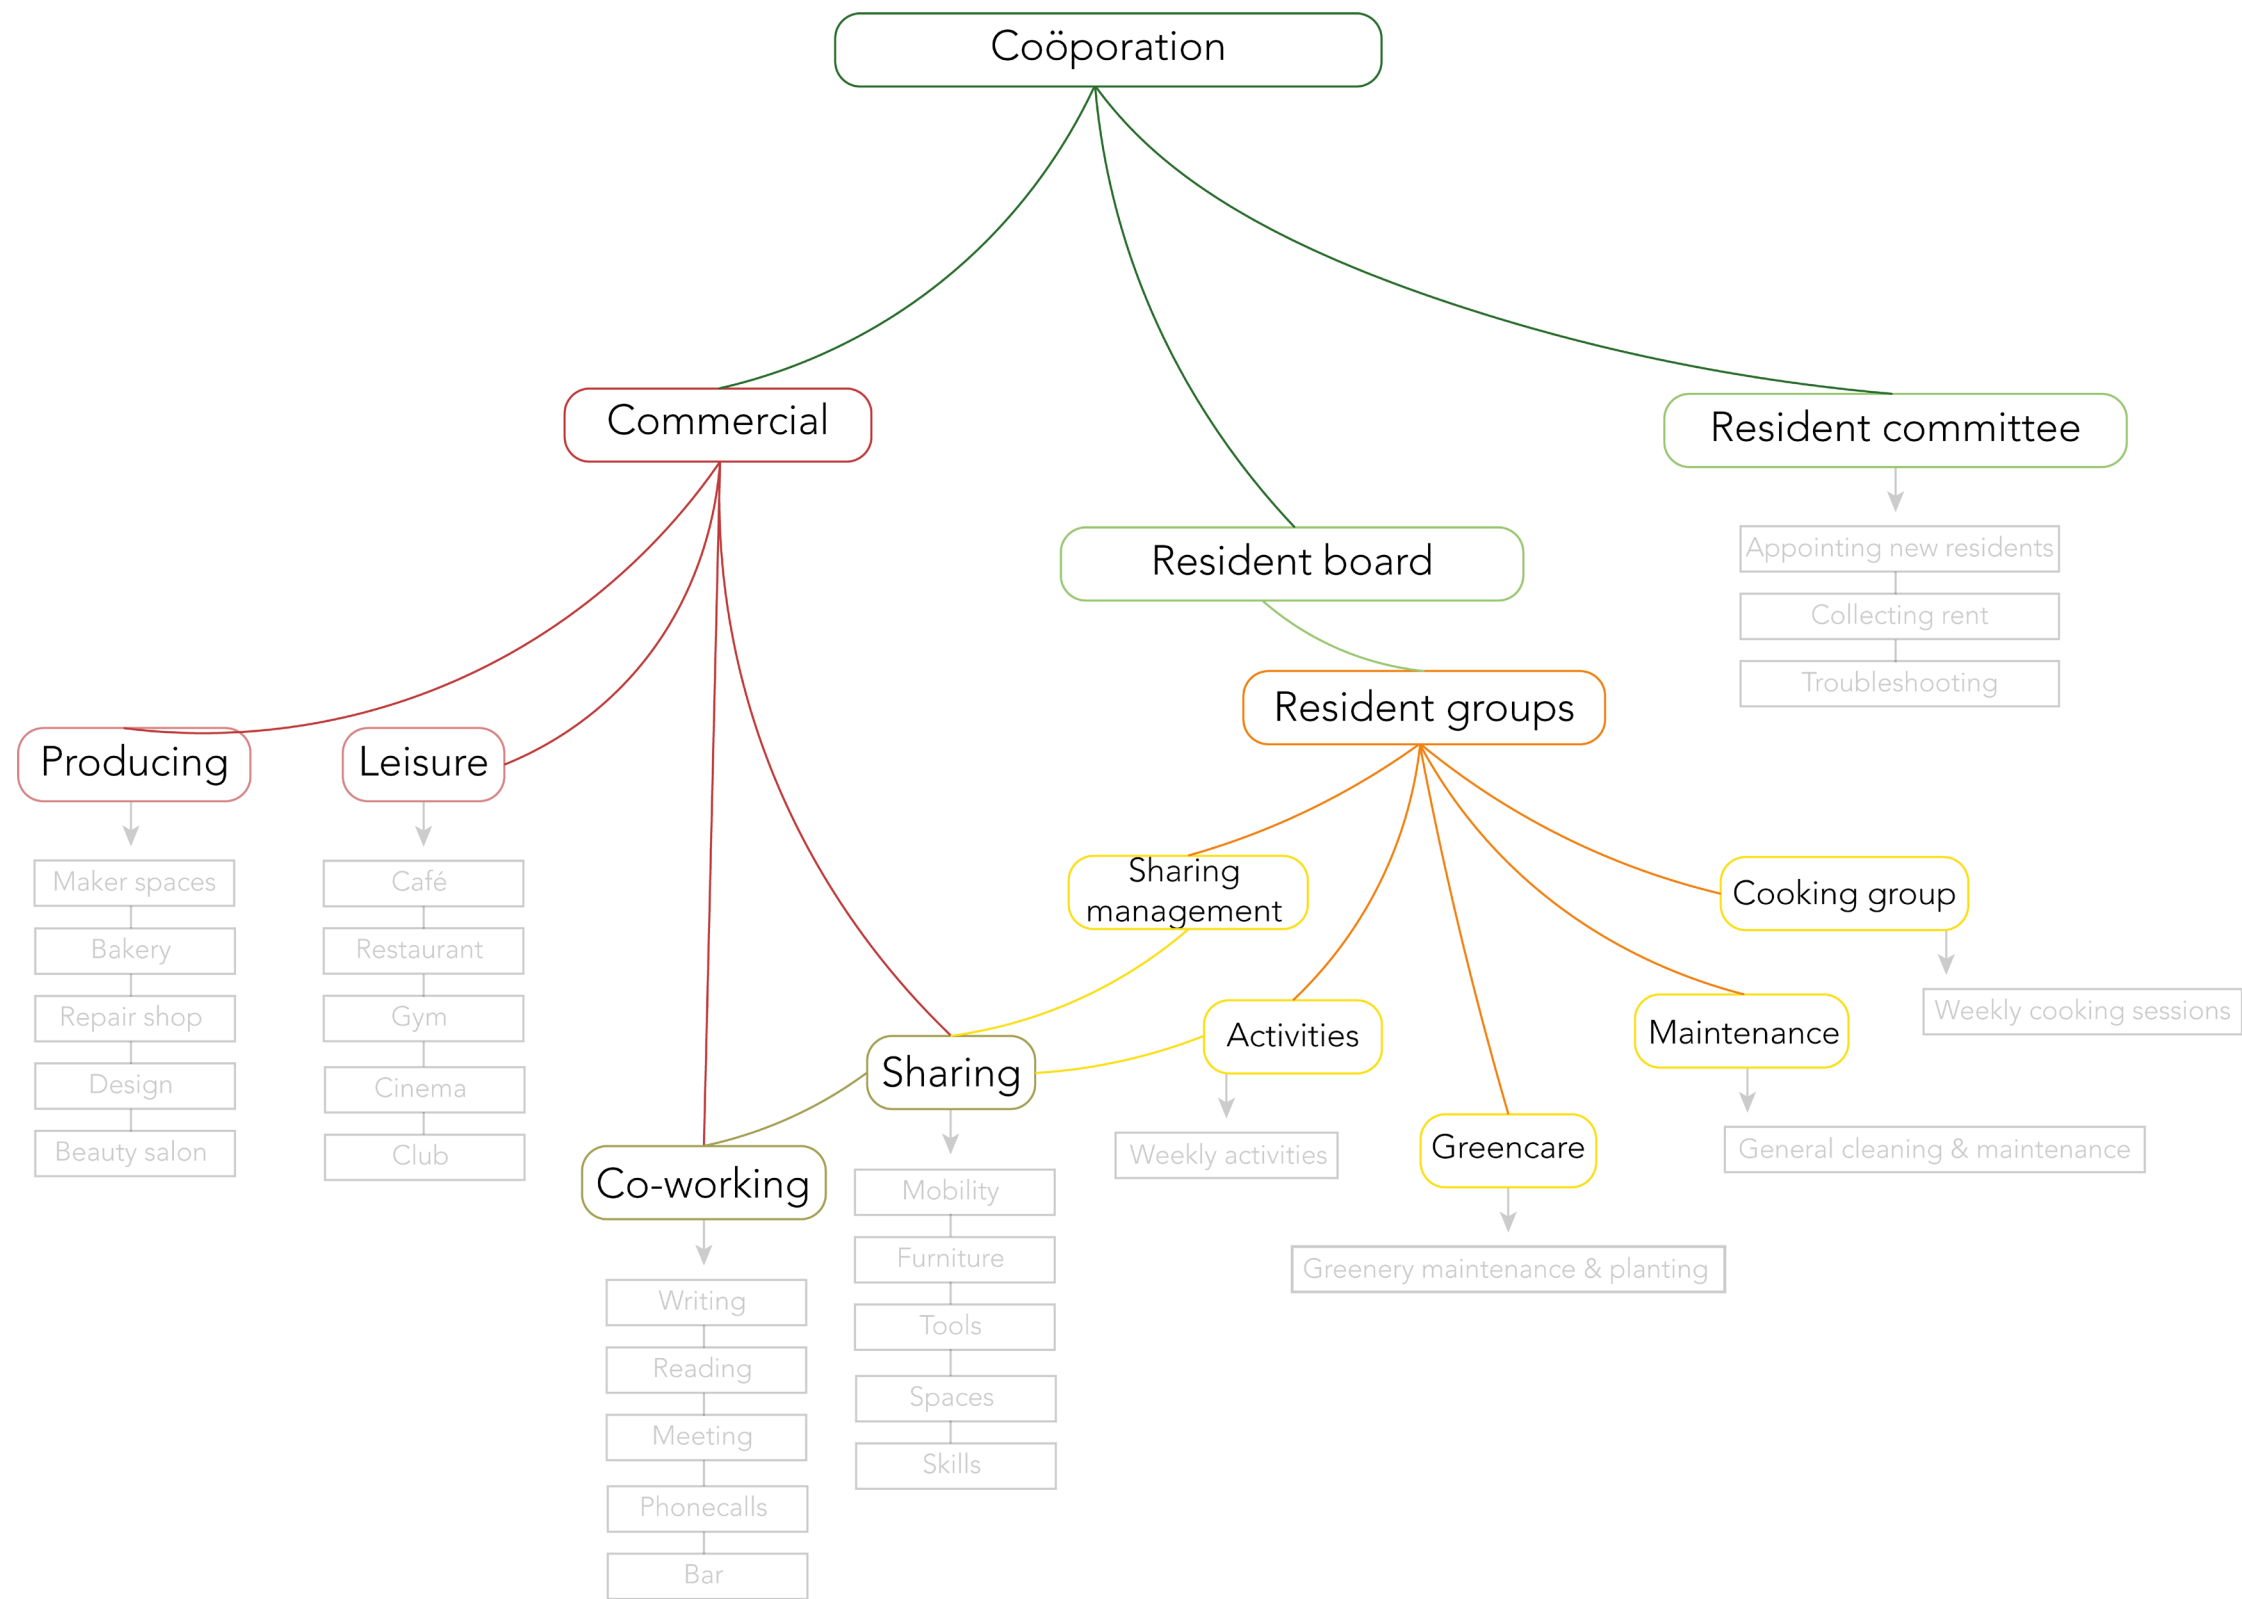 Coöporation
Commercial
Resident committee
Resident board
Appointing new residents
Collecting rent
Troubleshooting
Resident groups
Producing
Leisure
Sharing
management
Cooking group
Maker spaces
Café
Bakery
Restaurant
Repair shop
Gym
Weekly cooking sessions
Activities
Maintenance
Sharing
Design
Cinema
Beauty salon
Club
Weekly activities
Greencare
General cleaning & maintenance
Co-working
Mobility
Furniture
Greenery maintenance & planting
Writing
Tools
Reading
Spaces
Meeting
Skills
Phonecalls
Bar